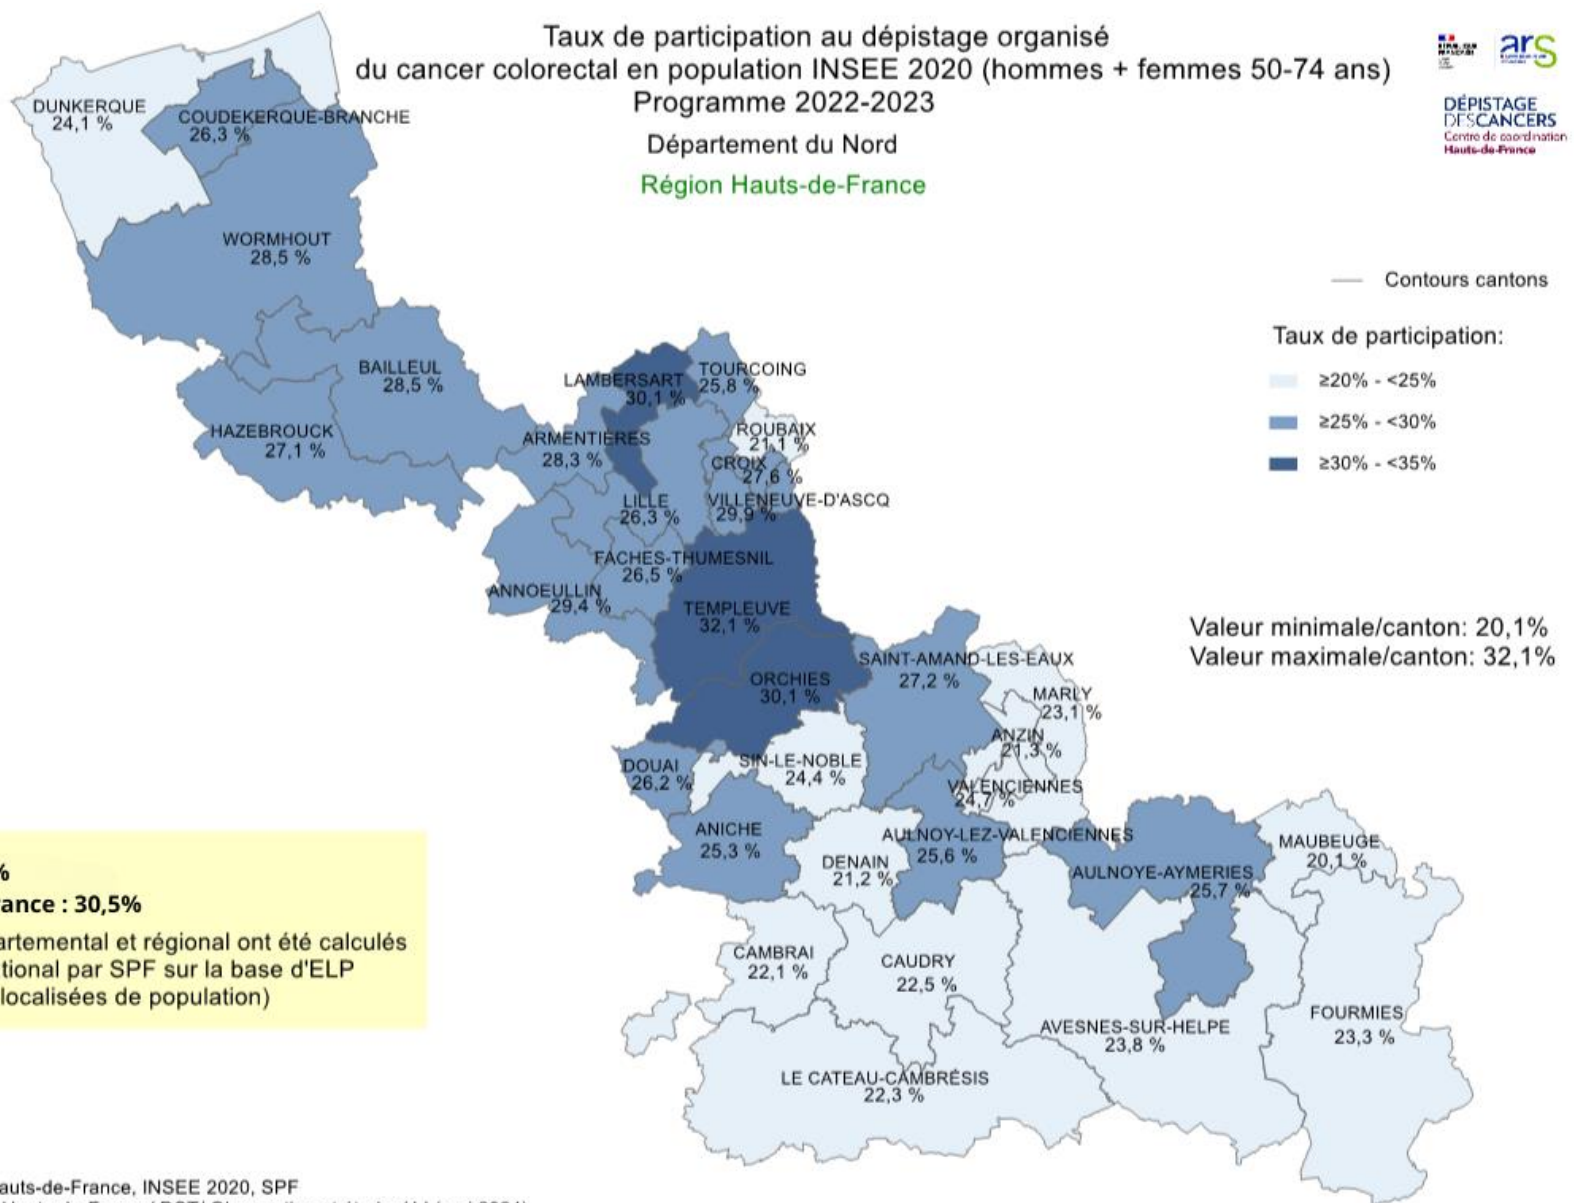 Taux de participation au dépistage organisé
du cancer colorectal en population INSEE 2020 (hommes + femmes 50-74 ans)
Programme 2022-2023
Département du Nord
Région Hauts-de-France
ars
DÉPISTAGE
DESCANCERS
Centre de coordination
Hauts-de-France
DUNKERQUE
24,1 %
COUDEKERQUE-BRANCHE
26,3 %
WORMHOUT
28,5 %
BAILLEUL
28,5 %
HAZEBROUCK
27,1 %
LAMBERSART
30,1 %
TOURCOING
25,8 %
ARMENTIÈRES
28,3 %
ROUBAIX
21,1 %
CROIX
27,6 %
LILLE
26,3 %
VILLENEUVE-D'ASCQ
29,9 %
FACHES-THUMESNIL
26,5 %
ANNOEULLIN
29,4 %
TEMPLEUVE
32,1 %
ORCHIES
30,1 %
SAINT-AMAND-LES-EAUX
27,2 %
MARLY
23,1 %
ANZIN
21,3 %
VALENCIENNES
24,7 %
DOUAI
26,2 %
SIN-LE-NOBLE
24,4 %
ANICHE
25,3 %
DENAIN
21,2 %
AULNOY-LEZ-VALENCIENNES
25,6 %
AULNOYE-AYMERIES
25,7 %
MAUBEUGE
20,1 %
CAMBRAI
22,1 %
CAUDRY
22,5 %
AVESNES-SUR-HELPE
23,8 %
FOURMIES
23,3 %
LE CATEAU-CAMBRÉSIS
22,3 %
Contours cantons
Taux de participation:
≥20% - <25%
≥25% - <30%
≥30% - <35%
Valeur minimale/canton: 20,1%
Valeur maximale/canton: 32,1%
%
rance : 30,5%
artemental et régional ont été calculés
tional par SPF sur la base d'ELP
localisées de population)
auts-de-France, INSEE 2020, SPF